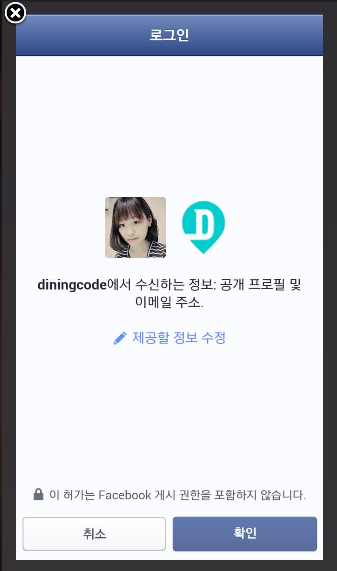 로그인
D
diningcode에서 수신하는 정보: 공개 프로필 및
이메일 주소.
제공할 정보 수정
이 허가는 Facebook 게시 권한을 포함하지 않습니다.
취소 확인